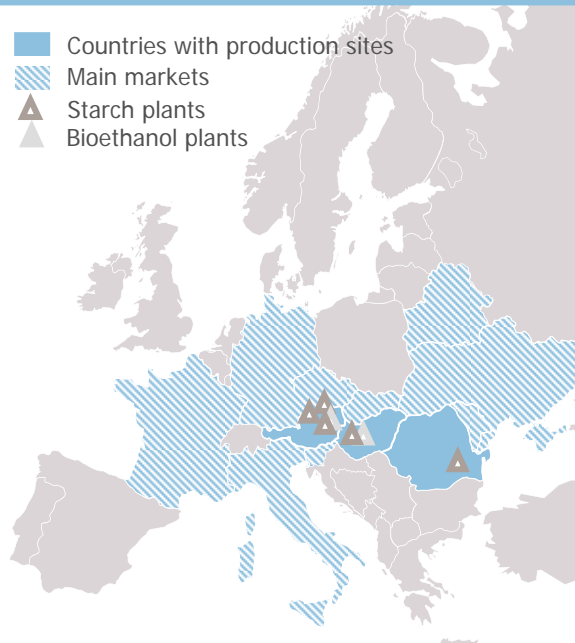 Countries with production sites
Main markets
Starch plants
Bioethanol plants